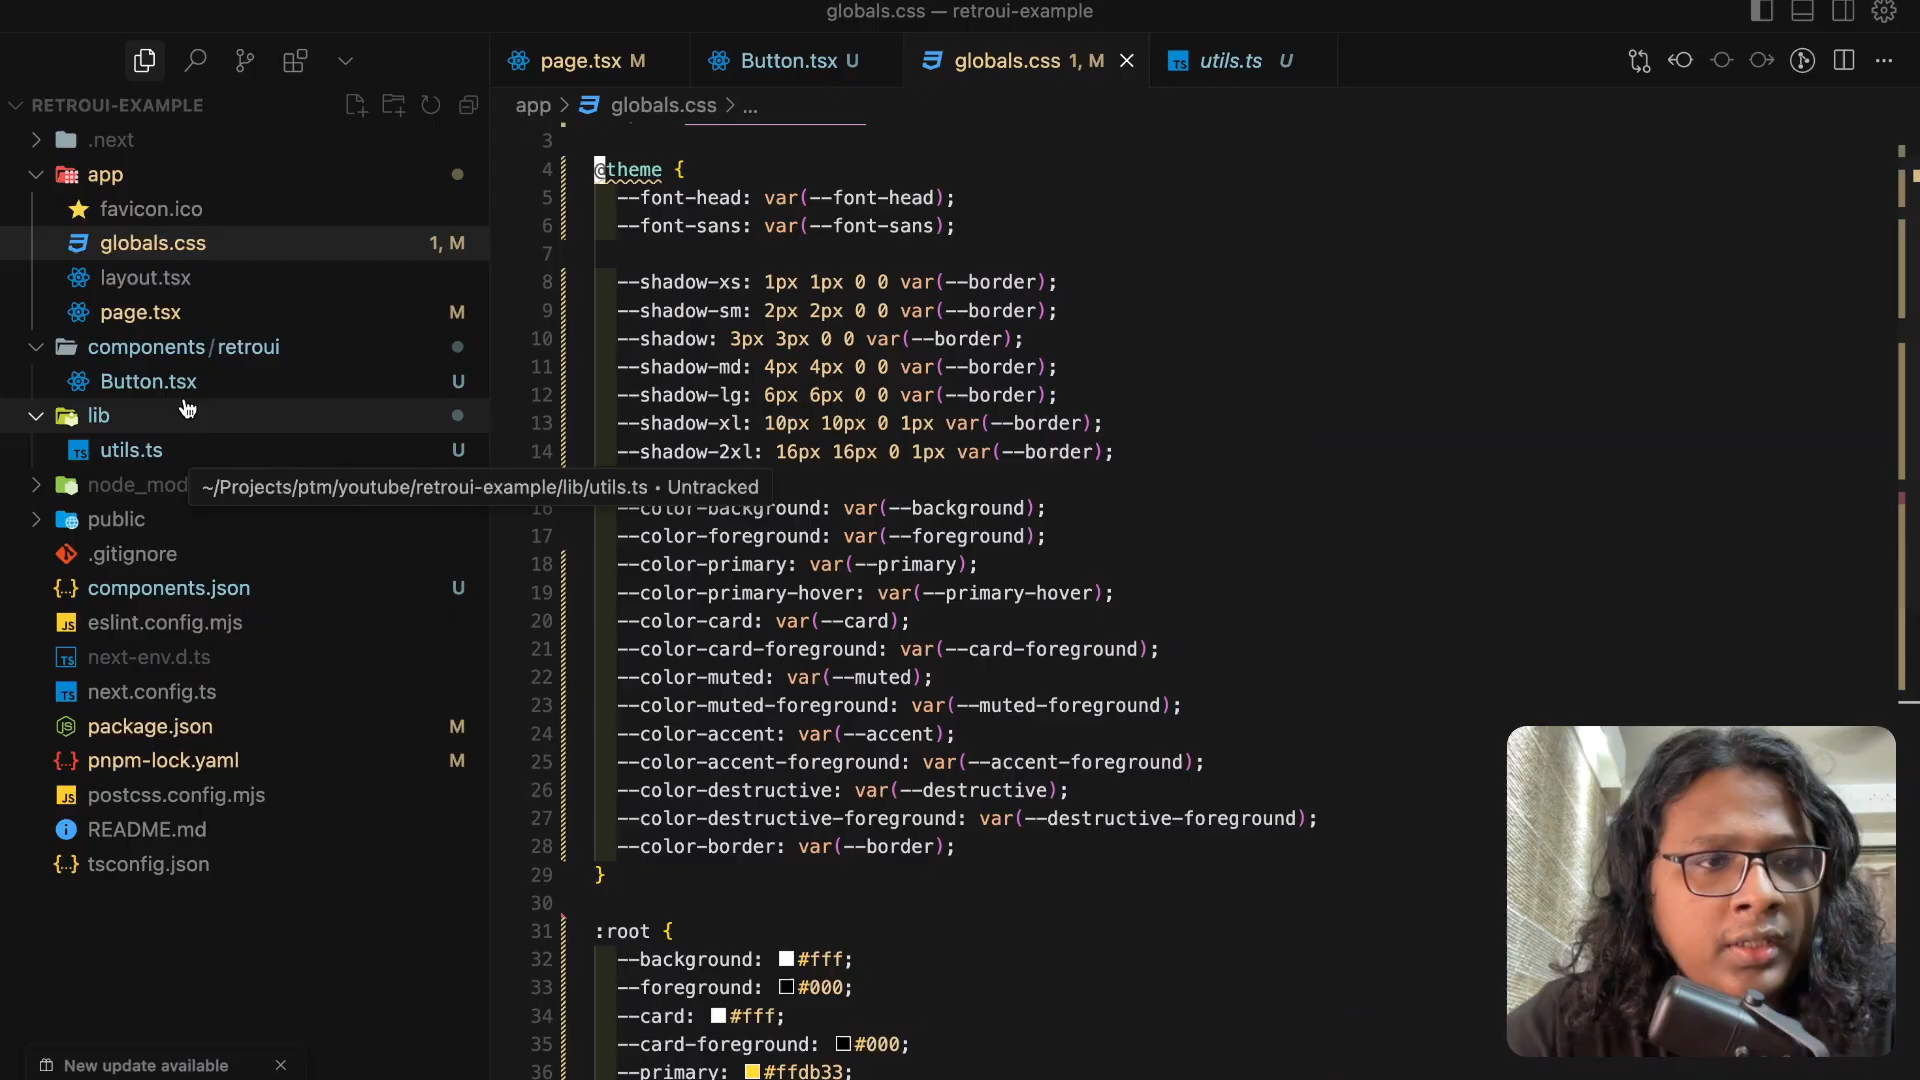 globals.css — retroui-example
page.tsx M
Button.tsx U
globals.css 1, M
utils.ts U
RETROUI-EXAMPLE
.next
app
favicon.ico
globals.css 1, M
layout.tsx
page.tsx M
components / retroui
Button.tsx U
lib
utils.ts U
node_mod
public
.gitignore
components.json U
eslint.config.mjs
next-env.d.ts
next.config.ts
package.json M
pnpm-lock.yaml M
postcss.config.mjs
README.md
tsconfig.json
~/Projects/ptm/youtube/retroui-example/lib/utils.ts • Untracked
New update available
app > globals.css > ...
3
4 @theme {
5 --font-head: var(--font-head);
6 --font-sans: var(--font-sans);
7
8 --shadow-xs: 1px 1px 0 0 var(--border);
9 --shadow-sm: 2px 2px 0 0 var(--border);
10 --shadow: 3px 3px 0 0 var(--border);
11 --shadow-md: 4px 4px 0 0 var(--border);
12 --shadow-lg: 6px 6px 0 0 var(--border);
13 --shadow-xl: 10px 10px 0 1px var(--border);
14 --shadow-2xl: 16px 16px 0 1px var(--border);
16 --color-background: var(--background);
17 --color-foreground: var(--foreground);
18 --color-primary: var(--primary);
19 --color-primary-hover: var(--primary-hover);
20 --color-card: var(--card);
21 --color-card-foreground: var(--card-foreground);
22 --color-muted: var(--muted);
23 --color-muted-foreground: var(--muted-foreground);
24 --color-accent: var(--accent);
25 --color-accent-foreground: var(--accent-foreground);
26 --color-destructive: var(--destructive);
27 --color-destructive-foreground: var(--destructive-foreground);
28 --color-border: var(--border);
29 }
30
31 :root {
32 --background: #fff;
33 --foreground: #000;
34 --card: #fff;
35 --card-foreground: #000;
36 --primary: #ffdb33;